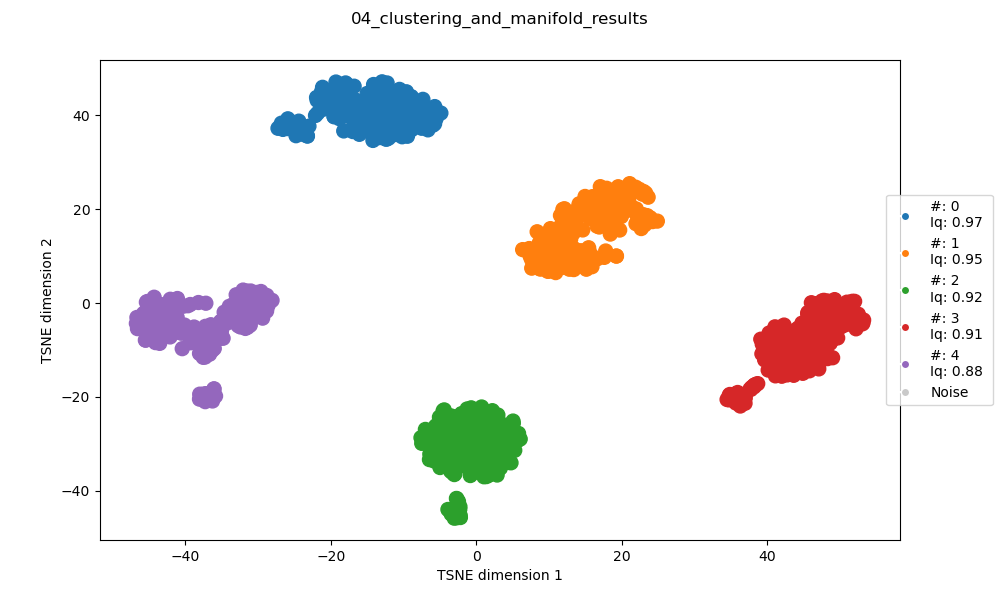 04_clustering_and_manifold_results
TSNE dimension 2
40
20
0
−20
−40
−40
−20
0
20
40
TSNE dimension 1
#: 0
Iq: 0.97
#: 1
Iq: 0.95
#: 2
Iq: 0.92
#: 3
Iq: 0.91
#: 4
Iq: 0.88
Noise